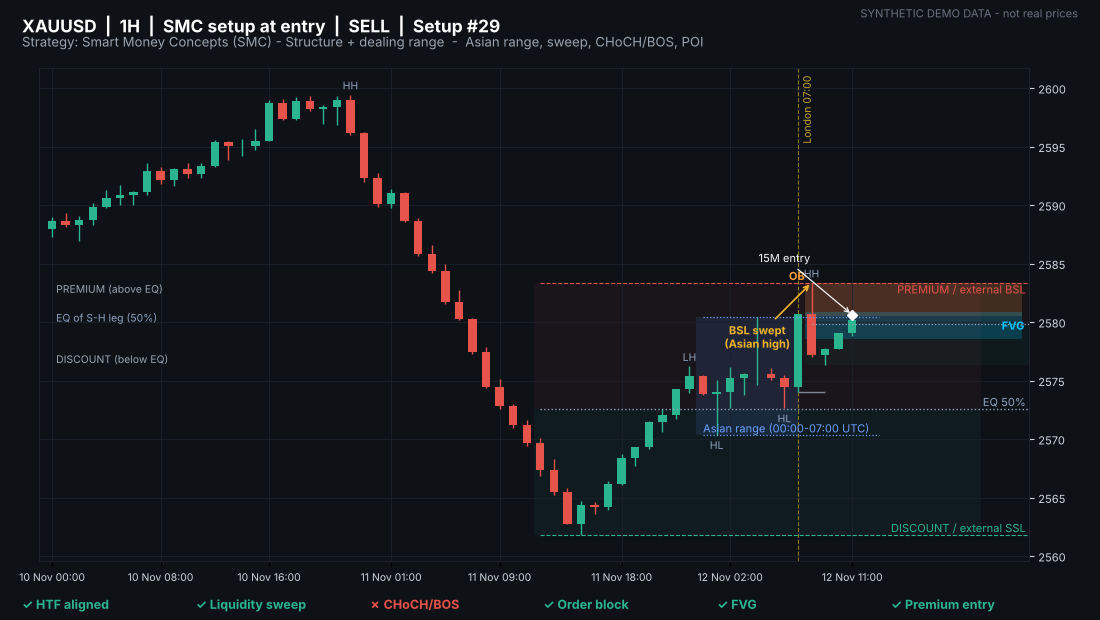 XAUUSD | 1H | SMC setup at entry | SELL | Setup #29
SYNTHETIC DEMO DATA - not real prices
Strategy: Smart Money Concepts (SMC) - Structure + dealing range - Asian range, sweep, CHoCH/BOS, POI
HH
London 07:00
2600
2595
2590
2585
2580
2575
2570
2565
2560
15M entry
OB
HH
PREMIUM (above EQ)
PREMIUM / external BSL
EQ of S-H leg (50%)
FVG
BSL swept
(Asian high)
DISCOUNT (below EQ)
LH
EQ 50%
HL
Asian range (00:00-07:00 UTC)
HL
DISCOUNT / external SSL
10 Nov 00:00
10 Nov 08:00
10 Nov 16:00
11 Nov 01:00
11 Nov 09:00
11 Nov 18:00
12 Nov 02:00
12 Nov 11:00
✓ HTF aligned
✓ Liquidity sweep
× CHoCH/BOS
✓ Order block
✓ FVG
✓ Premium entry